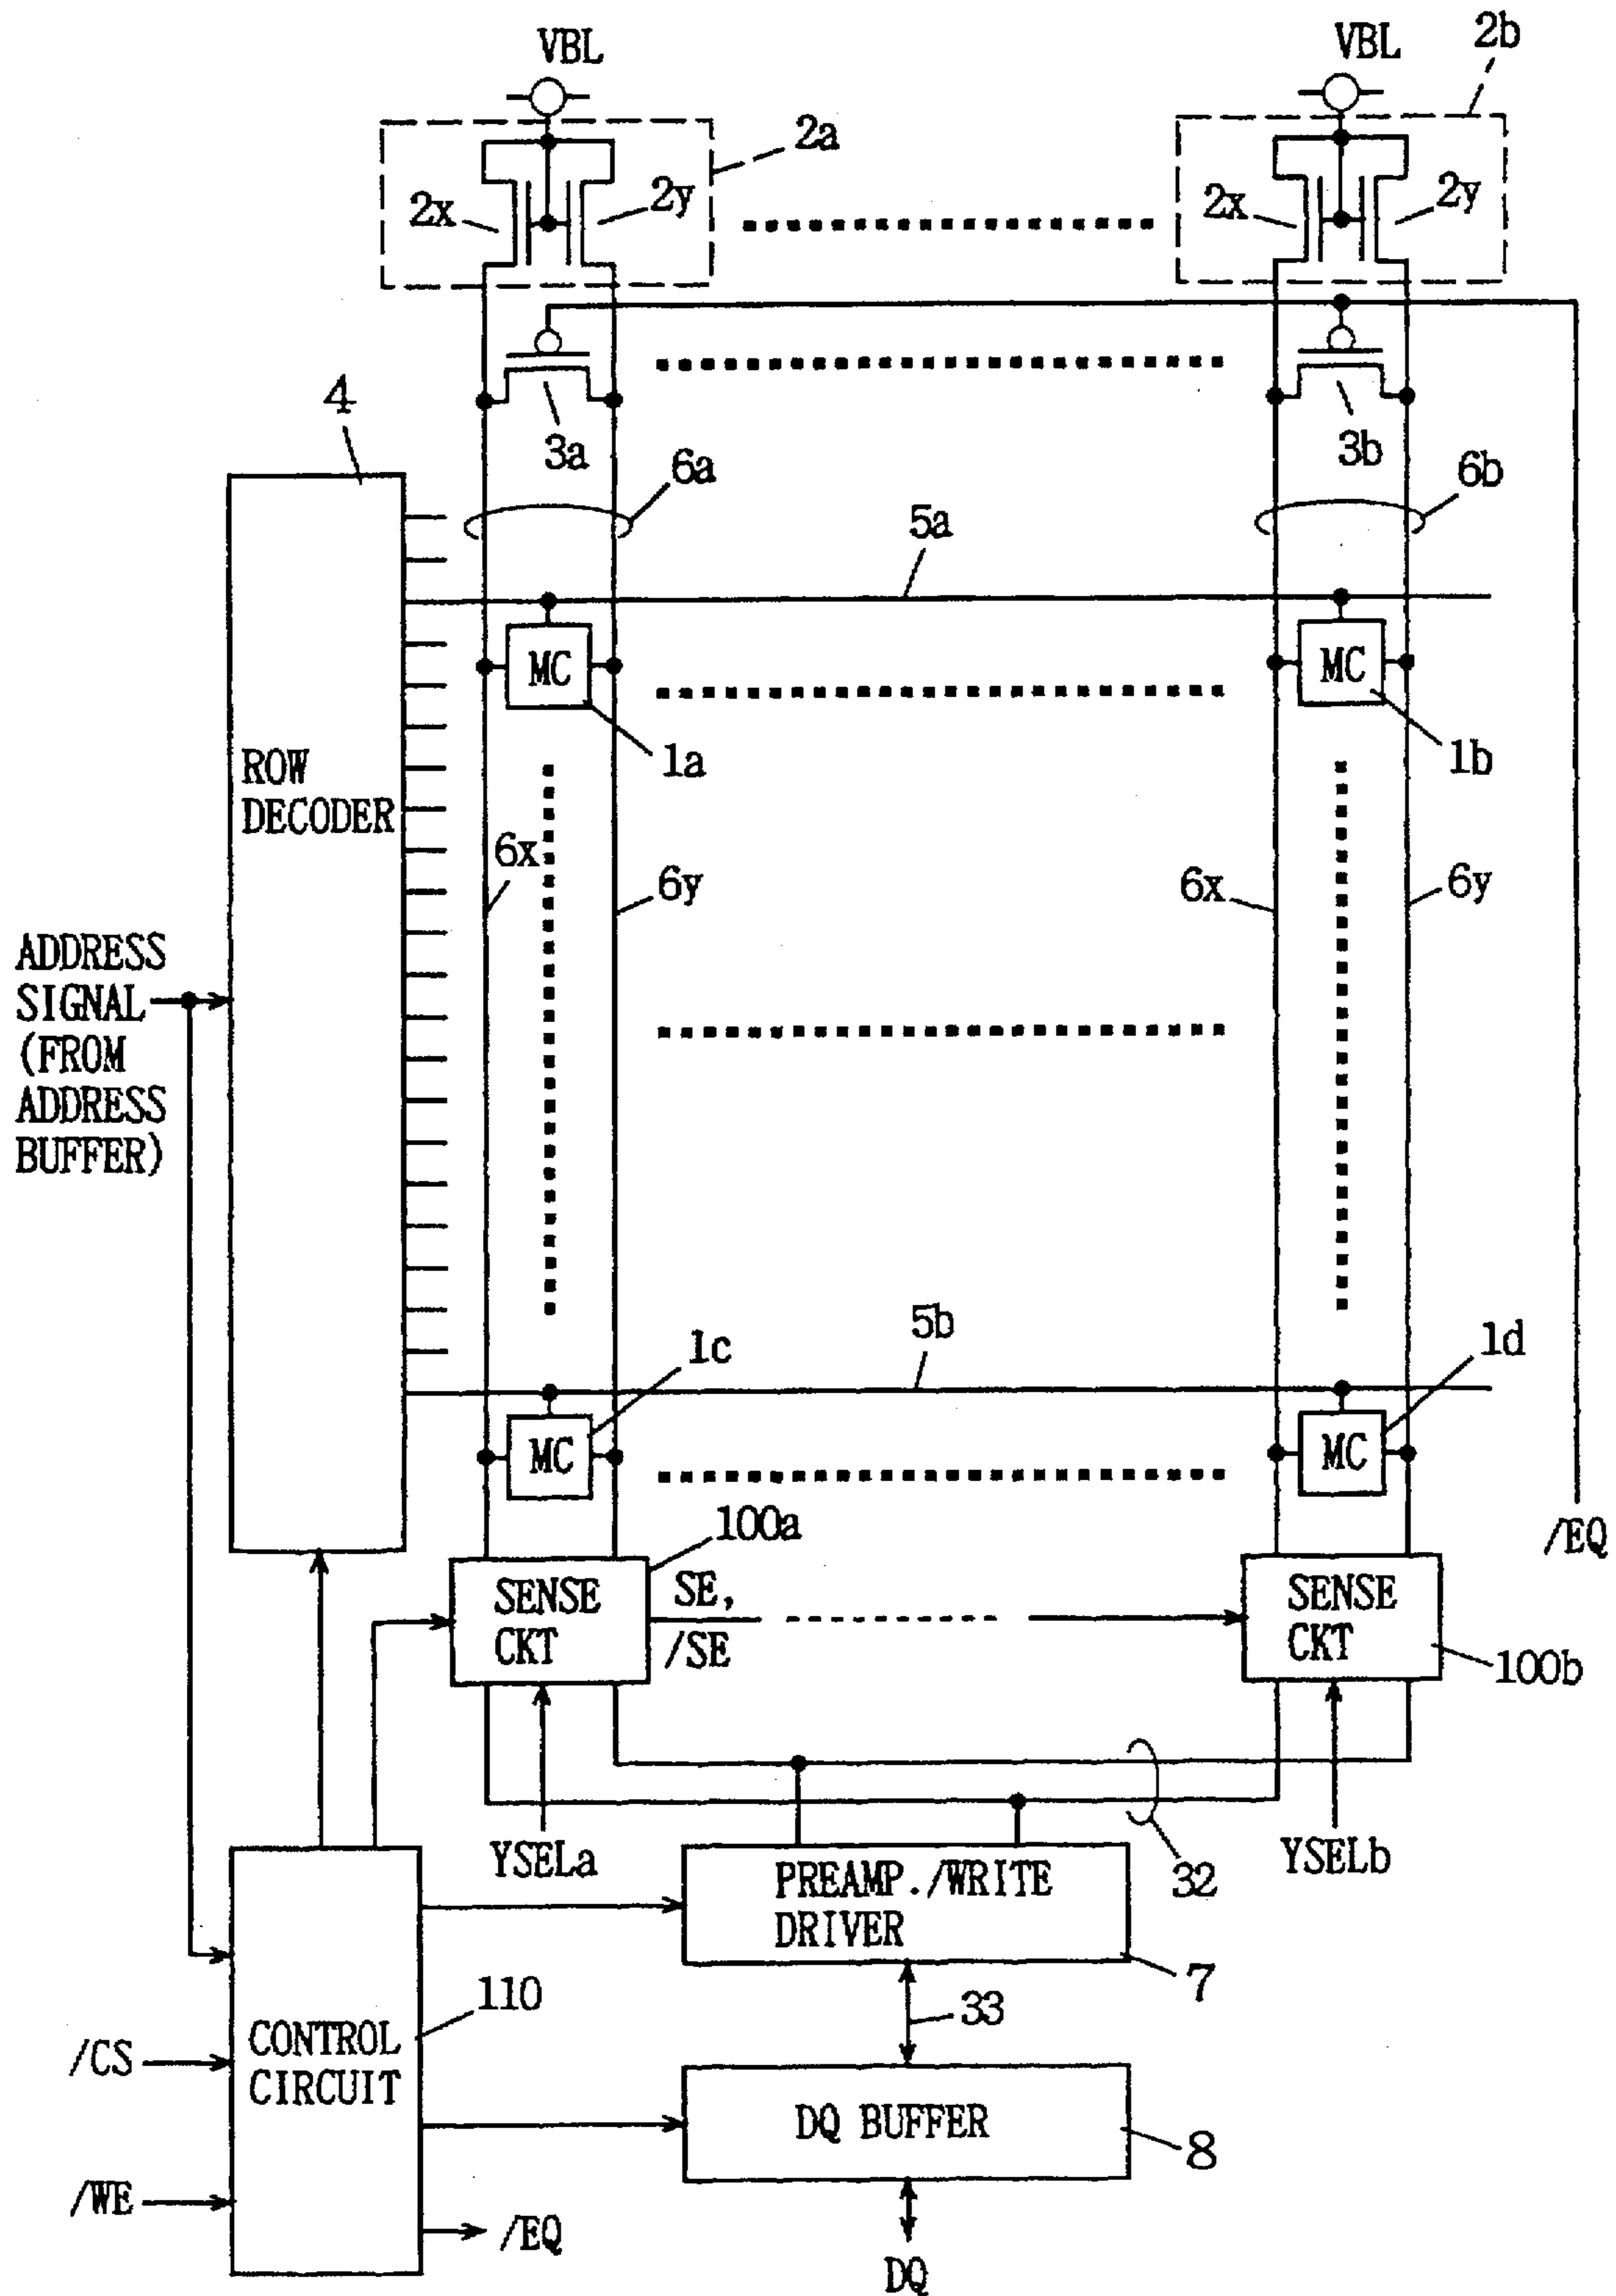 VBL
VBL
2b
2a
2x
2y
2x
2y
4
3a
3b
6a
6b
5a
MC
MC
1a
1b
ROW
DECODER
6x
6y
6x
6y
ADDRESS
SIGNAL
(FROM
ADDRESS
BUFFER)
5b
1c
1d
MC
MC
100a
/EQ
SENSE
CKT
SE,
/SE
SENSE
CKT
100b
YSELa
YSELb
32
PREAMP./WRITE
DRIVER
7
110
33
CONTROL
CIRCUIT
/CS
DQ BUFFER
8
/WE
/EQ
DQ